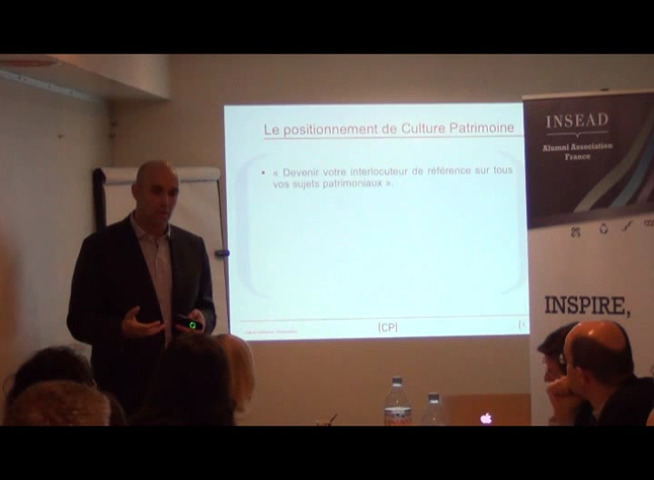 Le positionnement de Culture Patrimoine
• « Devenir votre interlocuteur de référence sur tous
vos sujets patrimoniaux ».
(CP)
INSEAD
Alumni Association
France
INSPIRE,